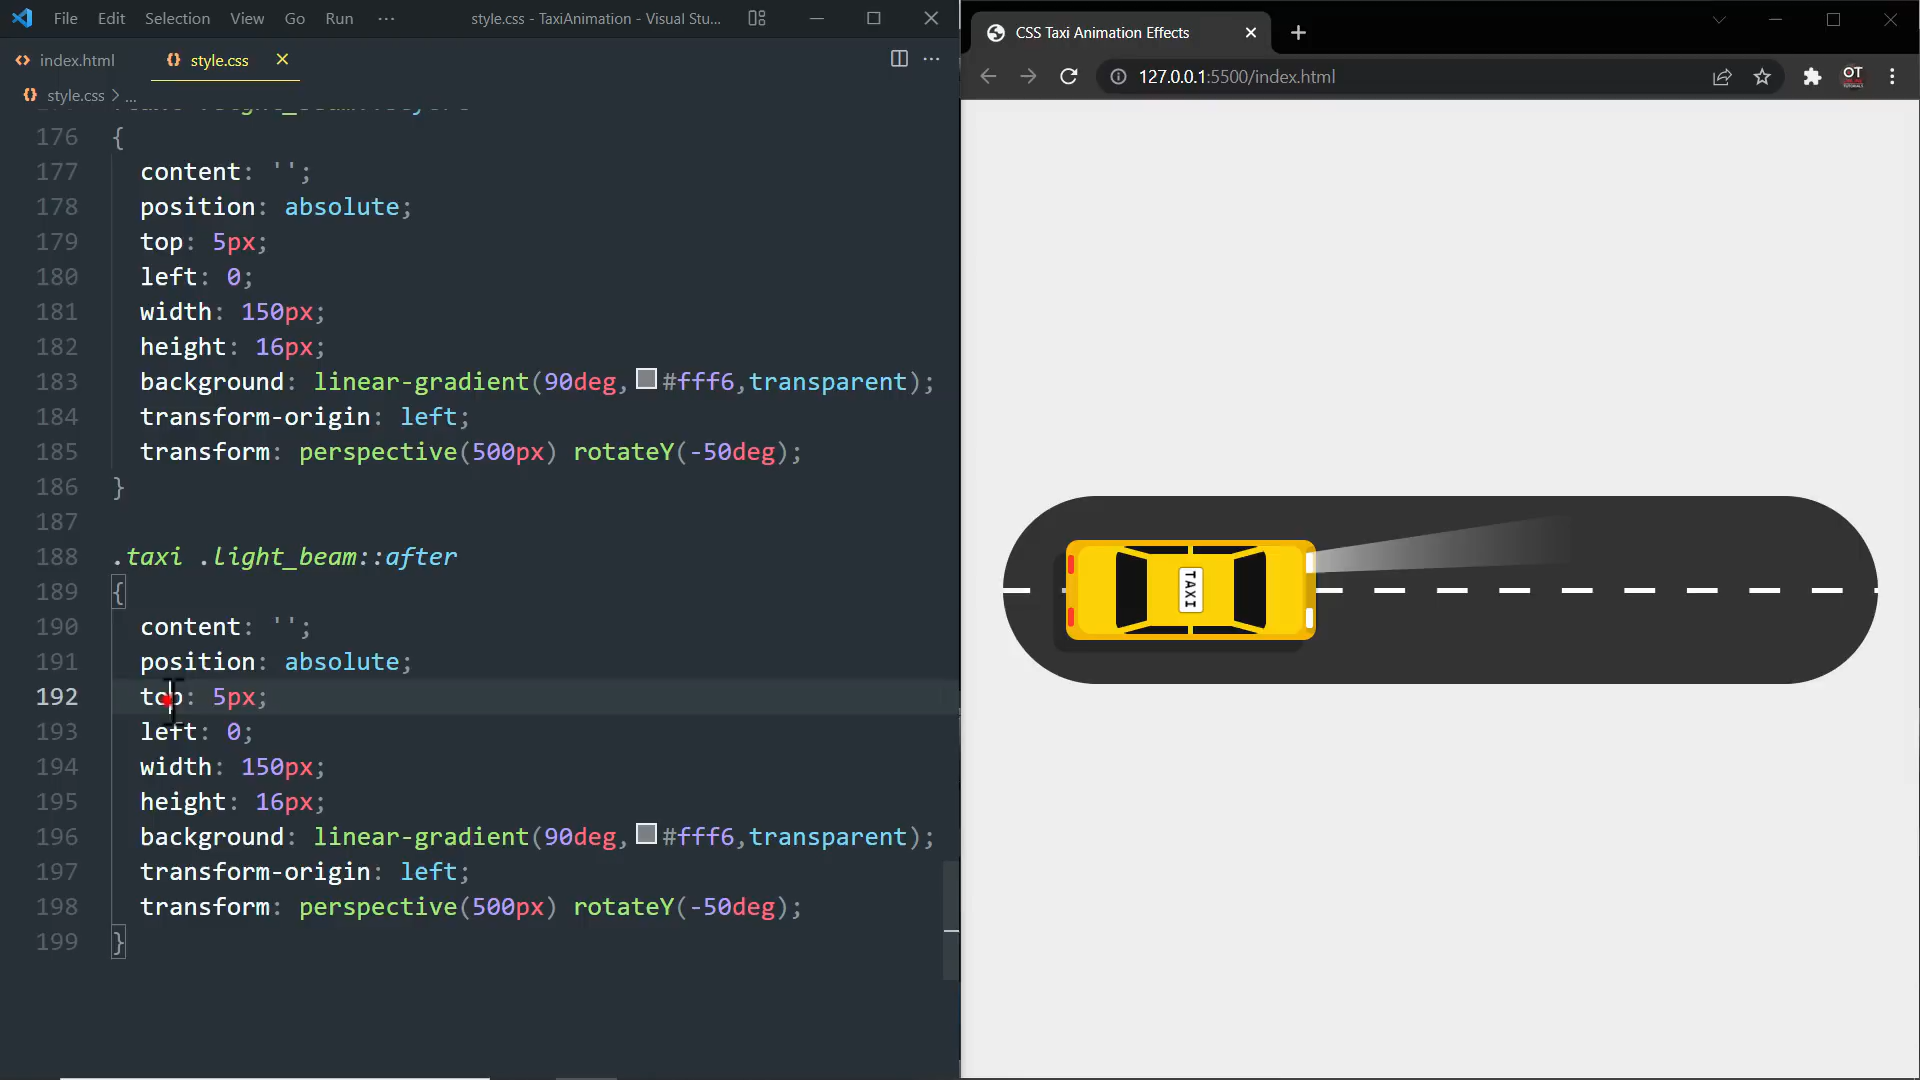 File Edit Selection View Go Run ··· style.css - TaxiAnimation - Visual Stu...
index.html style.css
style.css > ...
176 {
177 content: '';
178 position: absolute;
179 top: 5px;
180 left: 0;
181 width: 150px;
182 height: 16px;
183 background: linear-gradient(90deg, #fff6,transparent);
184 transform-origin: left;
185 transform: perspective(500px) rotateY(-50deg);
186 }
187
188 .taxi .light_beam::after
189 {
190 content: '';
191 position: absolute;
192 top: 5px;
193 left: 0;
194 width: 150px;
195 height: 16px;
196 background: linear-gradient(90deg, #fff6,transparent);
197 transform-origin: left;
198 transform: perspective(500px) rotateY(-50deg);
199 }
CSS Taxi Animation Effects
127.0.0.1:5500/index.html
OT
TAXI